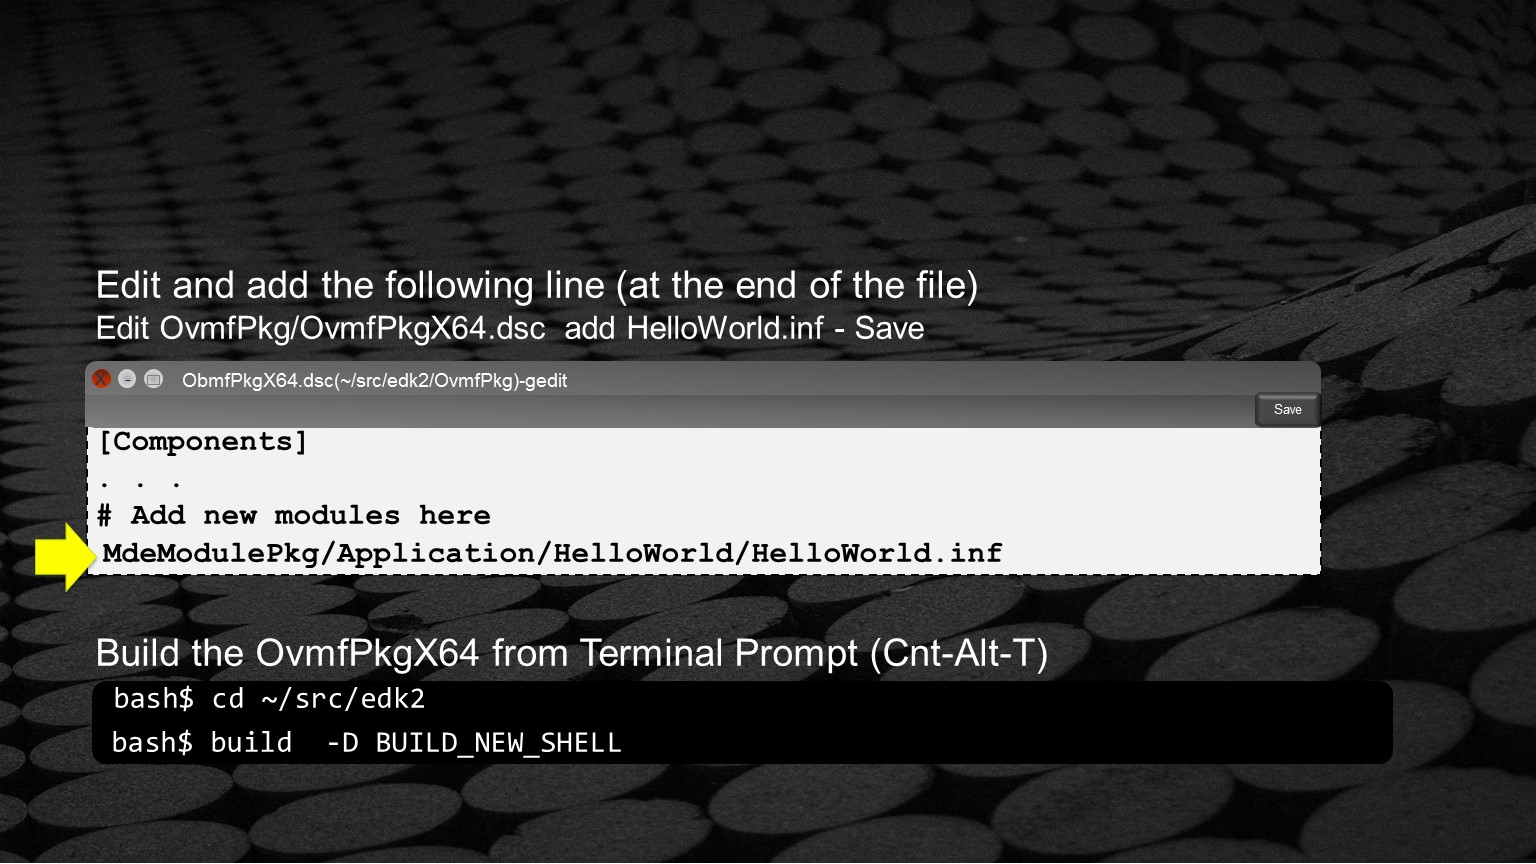 Edit and add the following line (at the end of the file)
Edit OvmfPkg/OvmfPkgX64.dsc  add HelloWorld.inf - Save
X - ObmfPkgX64.dsc(~/src/edk2/OvmfPkg)-gedit
Save
[Components]
. . .
# Add new modules here
MdeModulePkg/Application/HelloWorld/HelloWorld.inf
Build the OvmfPkgX64 from Terminal Prompt (Cnt-Alt-T)
bash$ cd ~/src/edk2
bash$ build  -D BUILD_NEW_SHELL